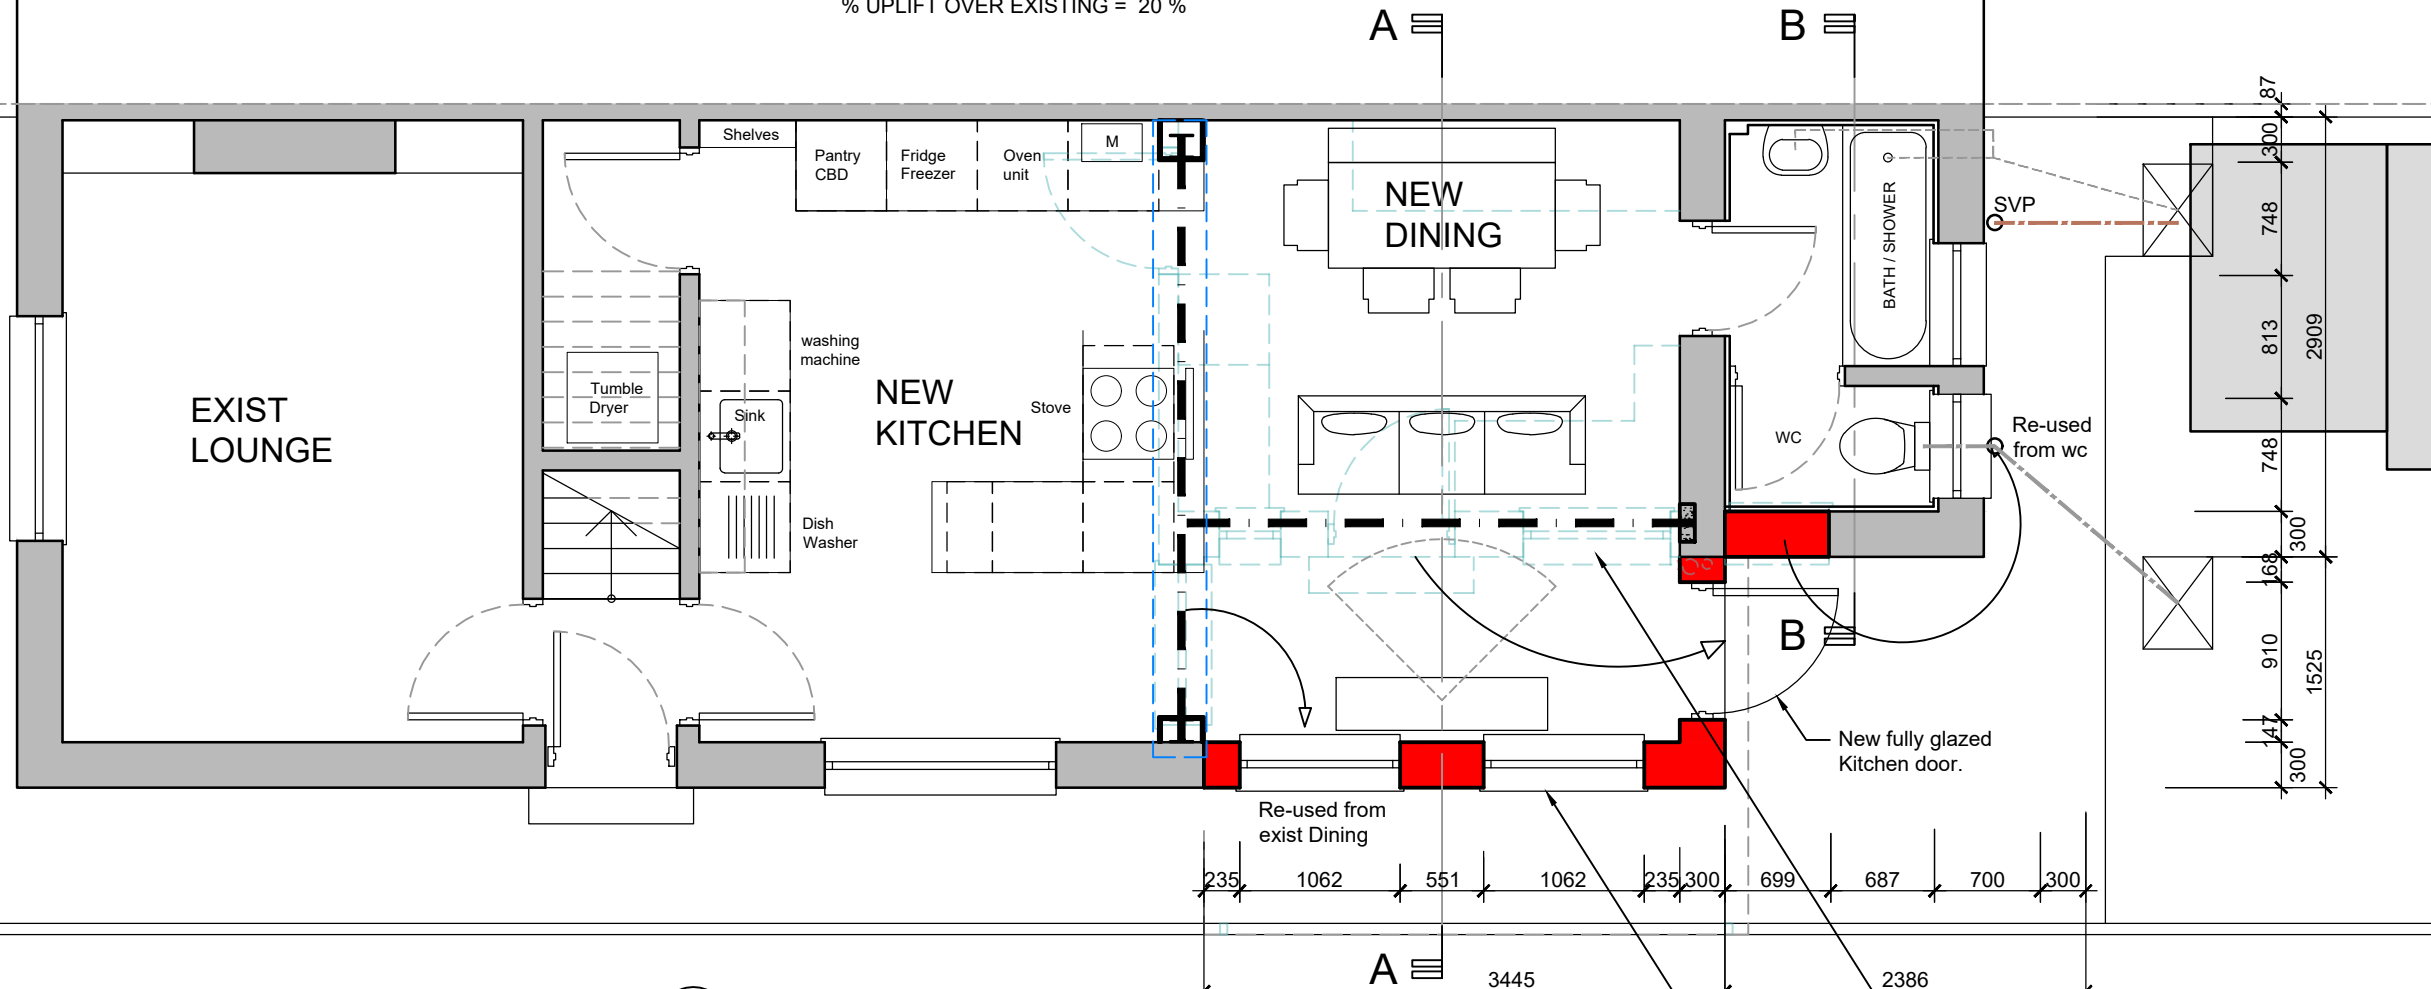 % UPLIFT OVER EXISTING = 20 %
A
B
Shelves
Pantry
CBD
Fridge
Freezer
Oven
unit
M
NEW
DINING
BATH / SHOWER
SVP
87
300
748
813
2909
748
300
168
910
1525
147
300
washing
machine
Tumble
Dryer
Sink
Stove
EXIST
LOUNGE
NEW
KITCHEN
WC
Re-used
from wc
Dish
Washer
B
New fully glazed
Kitchen door.
Re-used from
exist Dining
235
1062
551
1062
235
300
699
687
700
300
A
3445
2386